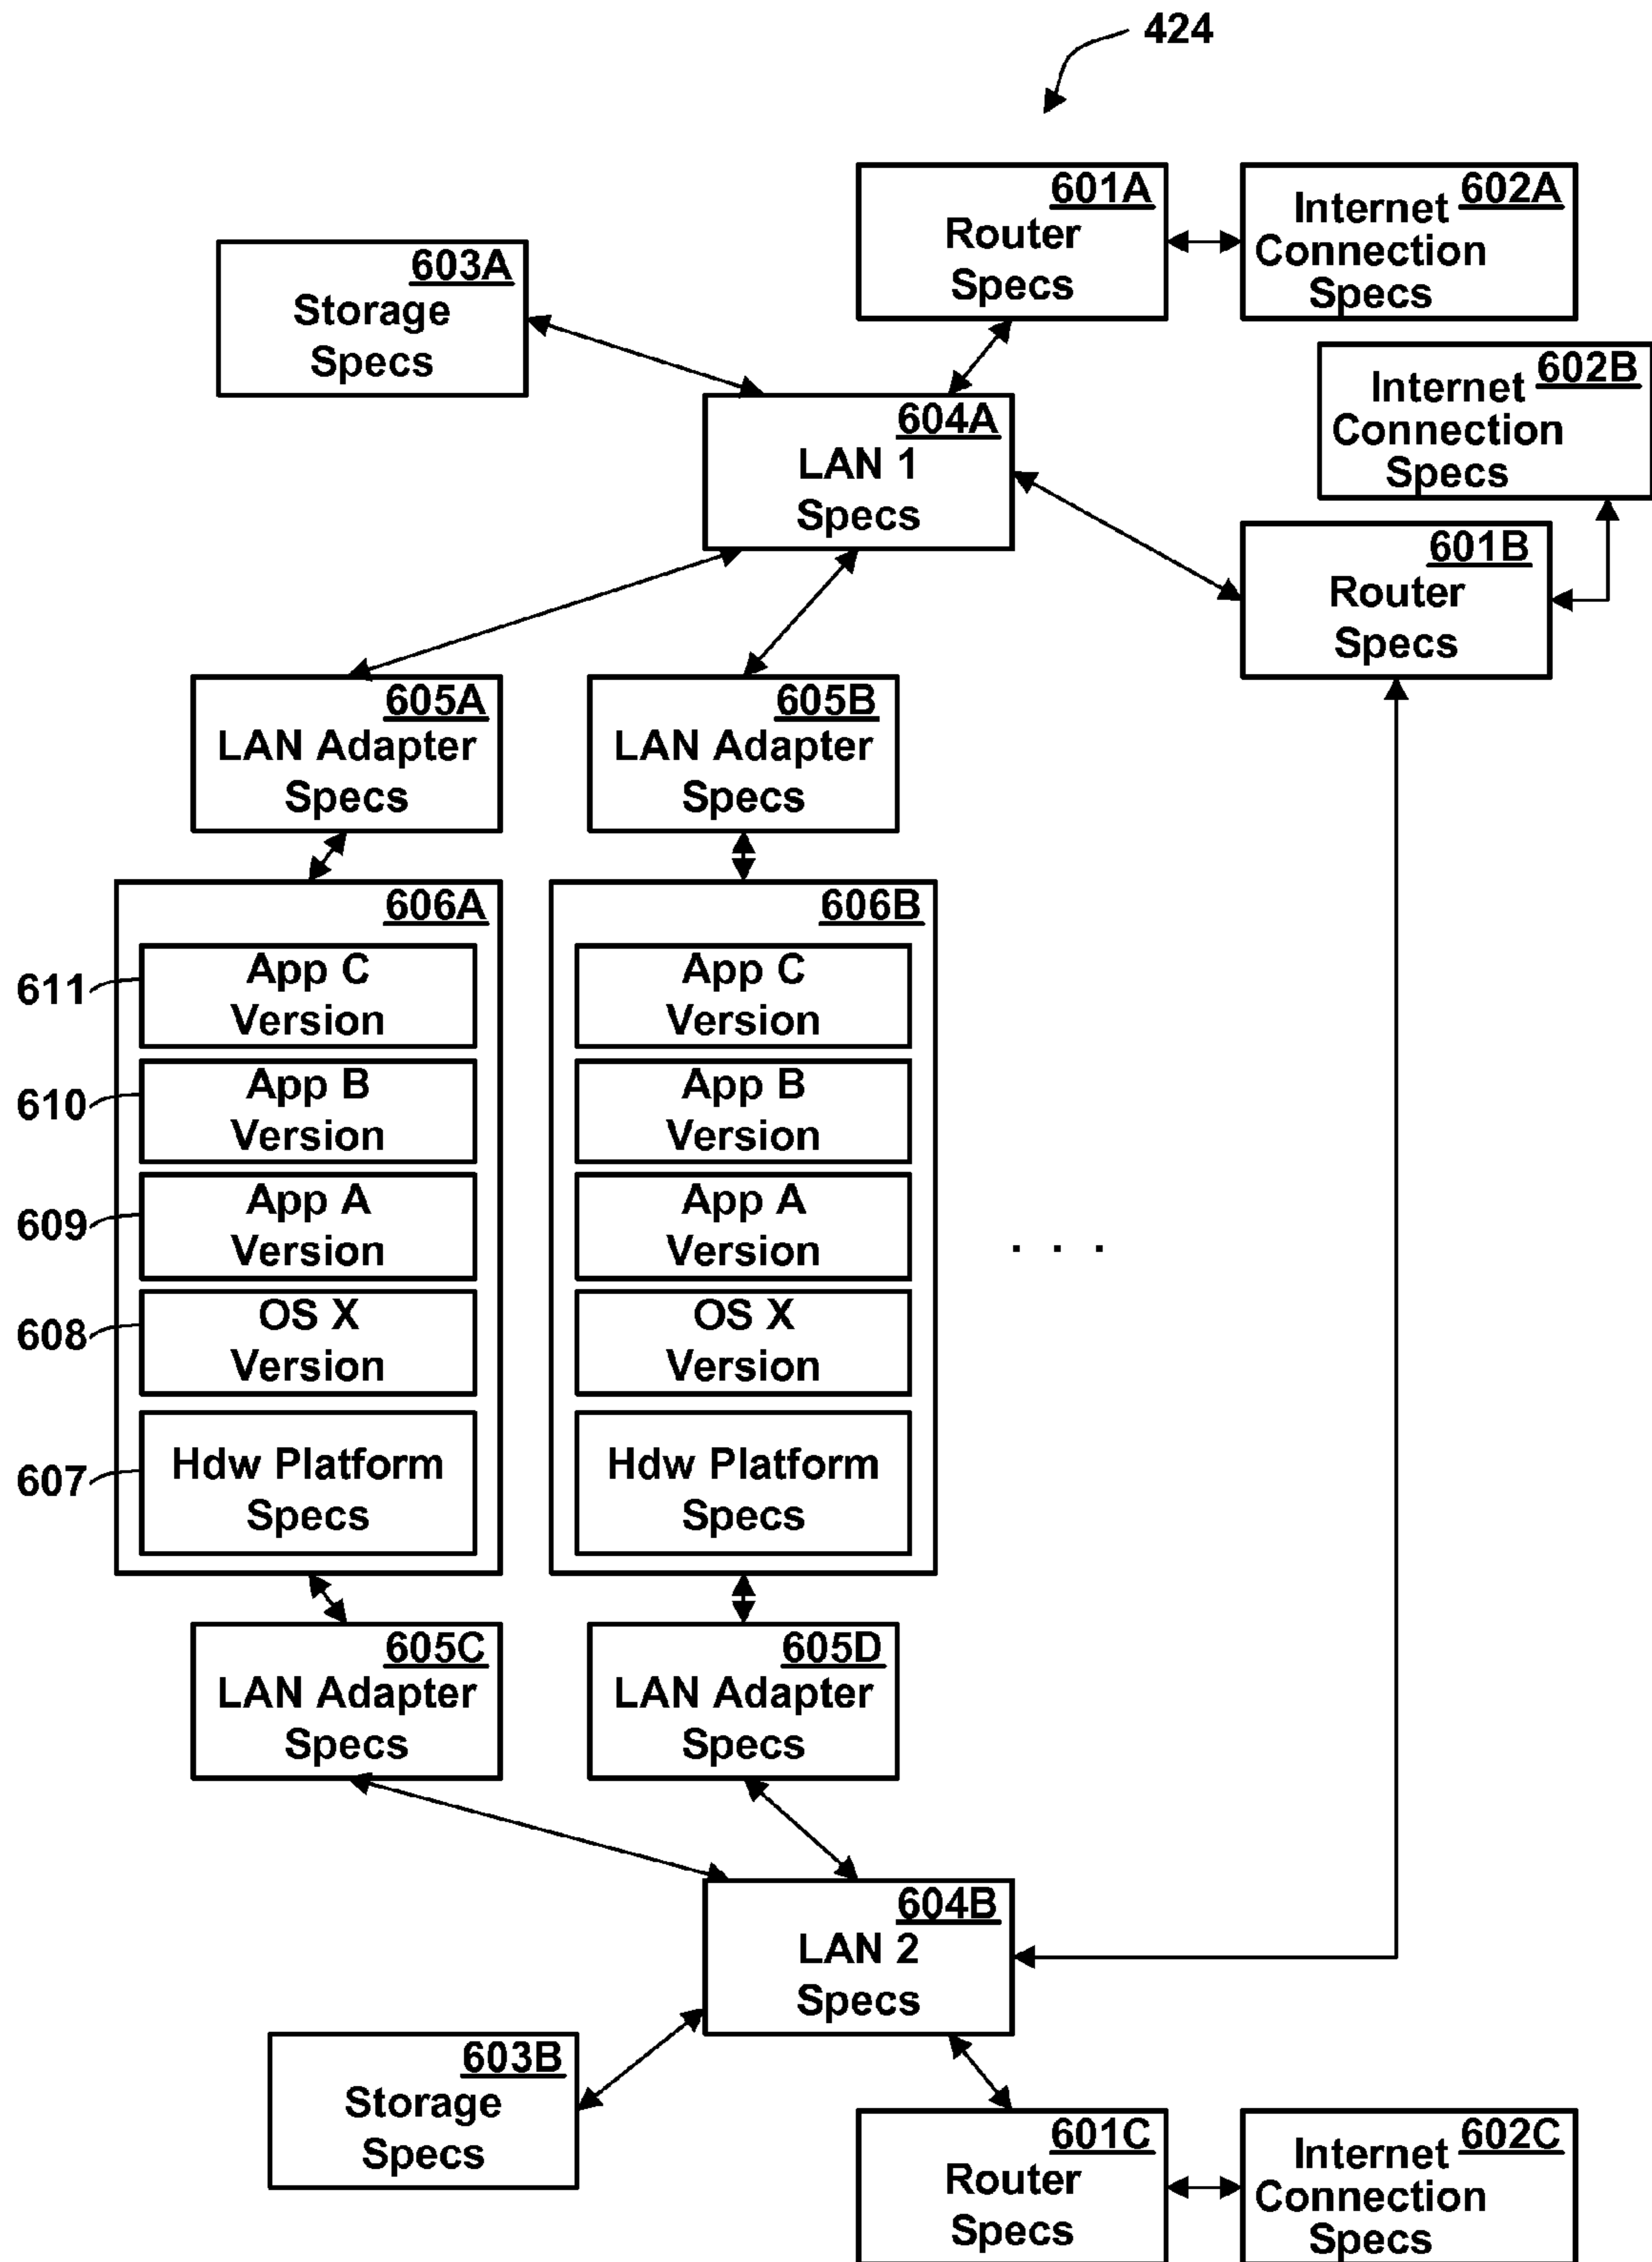 424
601A
Router
Specs
602A
Internet
Connection
Specs
603A
Storage
Specs
602B
Internet
Connection
Specs
604A
LAN 1
Specs
601B
Router
Specs
605A
LAN Adapter
Specs
605B
LAN Adapter
Specs
606A
611
App C
Version
610
App B
Version
609
App A
Version
608
OS X
Version
607
Hdw Platform
Specs
606B
App C
Version
App B
Version
App A
Version
OS X
Version
Hdw Platform
Specs
. . .
605C
LAN Adapter
Specs
605D
LAN Adapter
Specs
604B
LAN 2
Specs
603B
Storage
Specs
601C
Router
Specs
602C
Internet
Connection
Specs